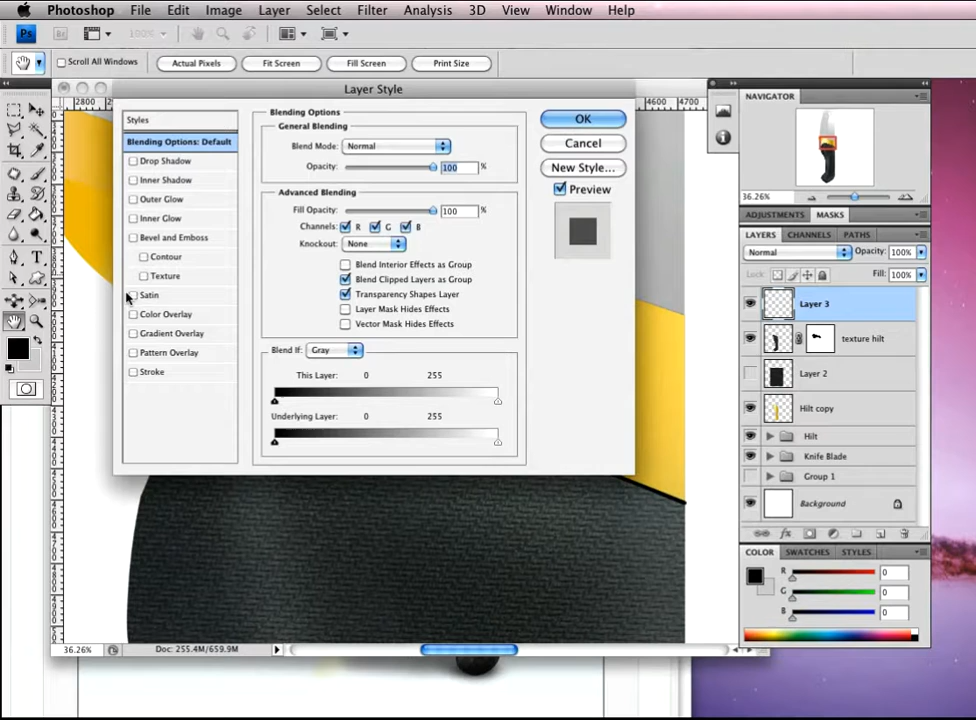 Photoshop File Edit Image Layer Select Filter Analysis 3D View Window Help
Ps Br 100%
Scroll All Windows Actual Pixels Fit Screen Fill Screen Print Size
Layer Style
2800 4600 4700
Styles
Blending Options: Default
Drop Shadow
Inner Shadow
Outer Glow
Inner Glow
Bevel and Emboss
Contour
Texture
Satin
Color Overlay
Gradient Overlay
Pattern Overlay
Stroke
Blending Options
General Blending
Blend Mode: Normal
Opacity: 100 %
Advanced Blending
Fill Opacity: 100 %
Channels: R G B
Knockout: None
Blend Interior Effects as Group
Blend Clipped Layers as Group
Transparency Shapes Layer
Layer Mask Hides Effects
Vector Mask Hides Effects
Blend If: Gray
This Layer: 0 255
Underlying Layer: 0 255
OK
Cancel
New Style...
Preview
36.26% Doc: 255.4M/659.9M
NAVIGATOR
36.26%
ADJUSTMENTS MASKS
LAYERS CHANNELS PATHS
Normal Opacity: 100%
Lock: Fill: 100%
Layer 3
texture hilt
Layer 2
Hilt copy
Hilt
Knife Blade
Group 1
Background
fx
COLOR SWATCHES STYLES
R 0
G 0
B 0